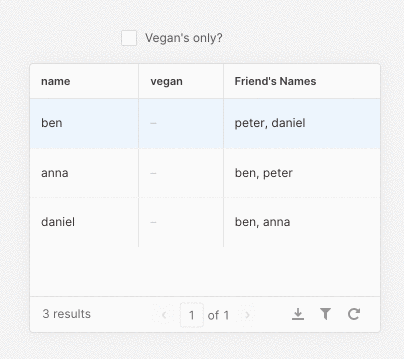 Vegan's only?
name vegan Friend's Names
ben – peter, daniel
anna – ben, peter
daniel – ben, anna
3 results ‹ 1 of 1 ›